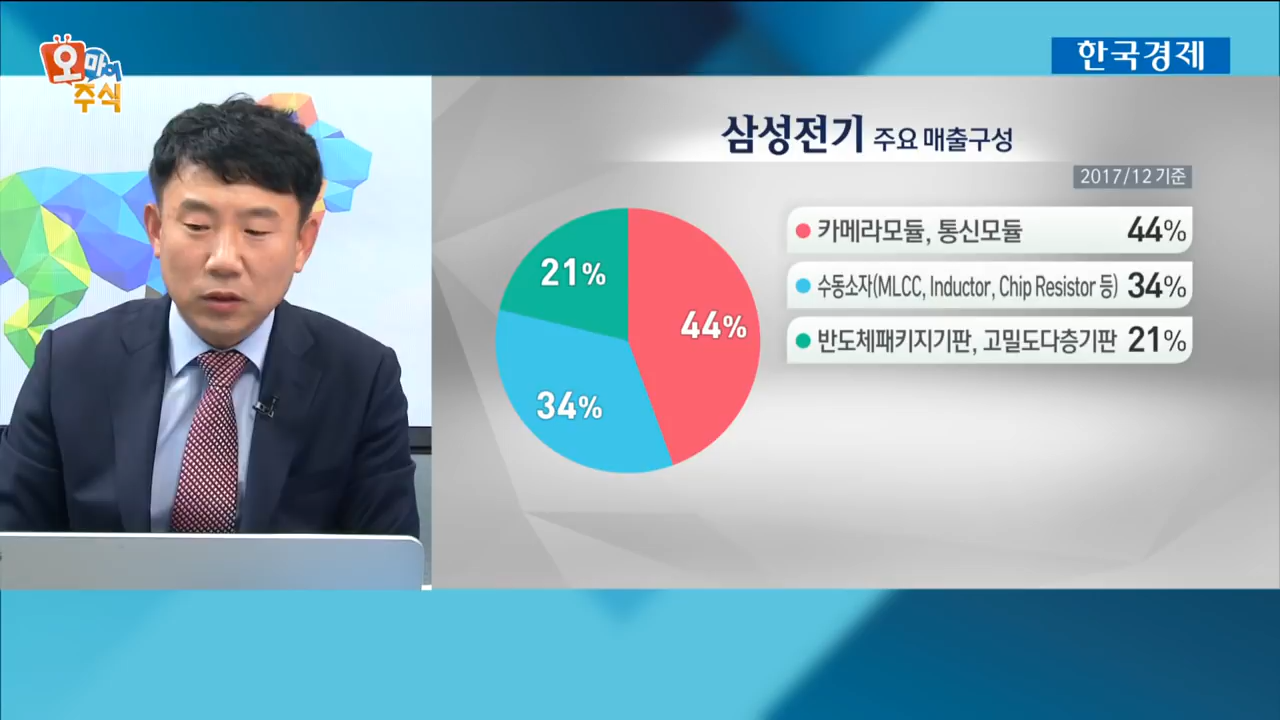 오마이
주식
한국경제
삼성전기 주요 매출구성
2017/12 기준
카메라모듈, 통신모듈 44%
수동소자(MLCC, Inductor, Chip Resistor 등) 34%
반도체패키지기판, 고밀도다층기판 21%
21%
44%
34%